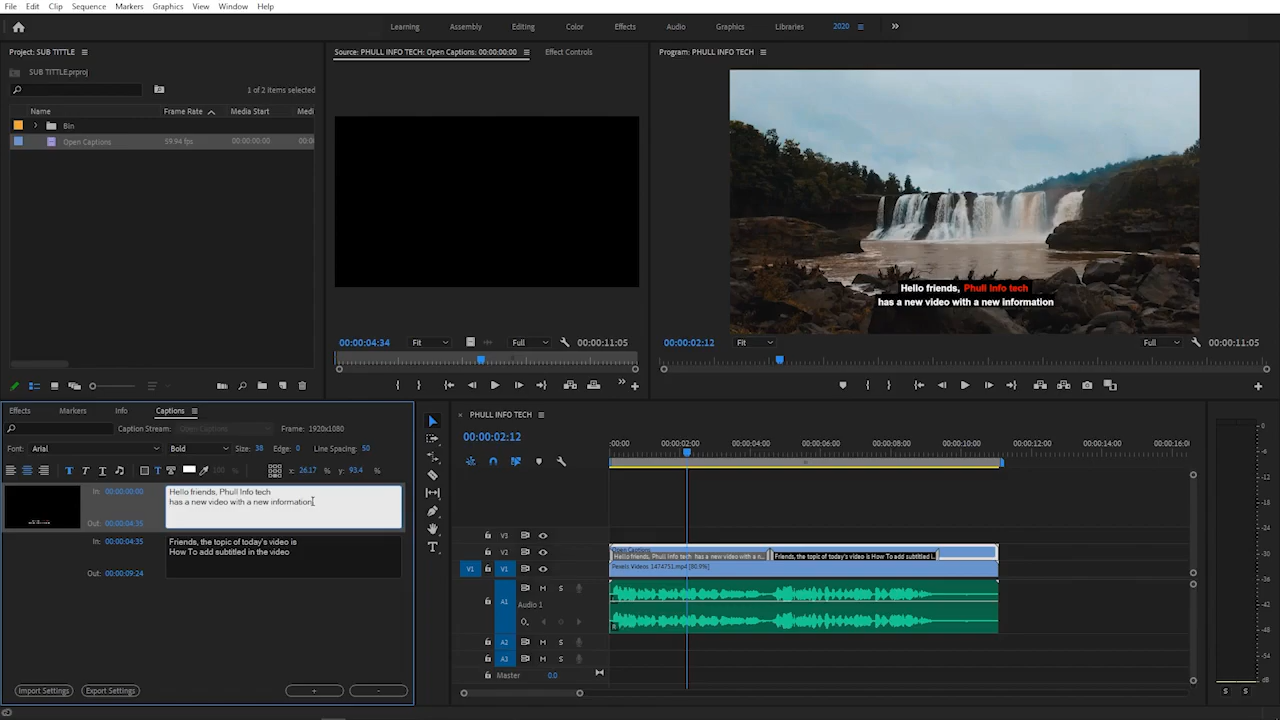 File Edit Clip Sequence Markers Graphics View Window Help
Learning Assembly Editing Color Effects Audio Graphics Libraries 2020
Project: SUB TITTLE
SUB TITTLE.prproj
1 of 2 items selected
Name Frame Rate Media Start Medi
Bin
Open Captions 59.94 fps 00:00:00:00 00:0
Source: PHULL INFO TECH: Open Captions: 00:00:00:00 Effect Controls
00:00:04:34 Fit Full 00:00:11:05
Program: PHULL INFO TECH
Hello friends, Phull Info tech
has a new video with a new information
00:00:02:12 Fit Full 00:00:11:05
Effects Markers Info Captions
Caption Stream: Open Captions Frame: 1920x1080
Font: Arial Bold Size: 38 Edge: 0 Line Spacing: 50
100 % x: 26.17 % y: 93.4 %
In: 00:00:00:00
Hello friends, Phull Info tech
has a new video with a new information
Out: 00:00:04:35
In: 00:00:04:35
Friends, the topic of today's video is
How To add subtitled in the video
Out: 00:00:09:24
Import Settings Export Settings + -
PHULL INFO TECH
00:00:02:12
:00:00 00:00:02:00 00:00:04:00 00:00:06:00 00:00:08:00 00:00:10:00 00:00:12:00 00:00:14:00 00:00:16:0
V3
V2
Open Captions
Hello friends, Phull Info tech has a new video with a n...
Friends, the topic of today's video is How To add subtitled i...
V1 V1
Pexels Videos 1474751.mp4 [80.9%]
A1 M S
Audio 1
L
R
A2 M S
A3 M S
Master 0.0
0
-6
-12
-18
-24
-30
-36
-42
-48
-54
dB
S S